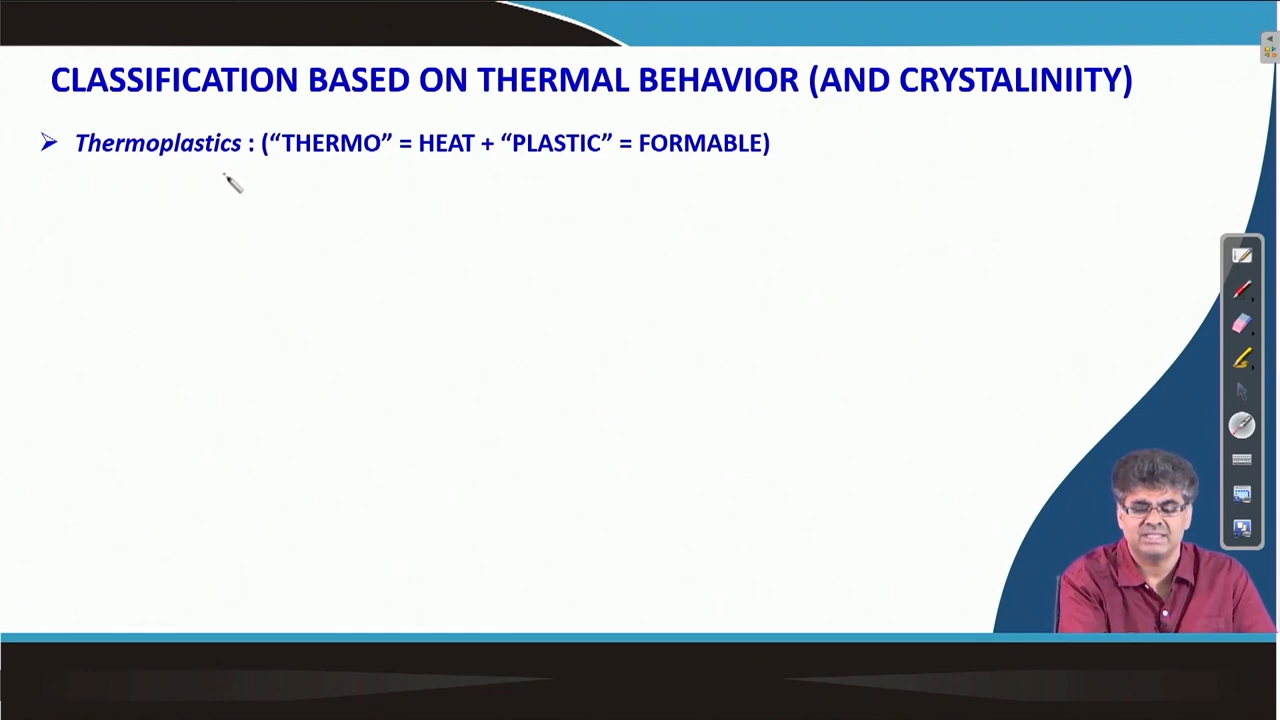 CLASSIFICATION BASED ON THERMAL BEHAVIOR (AND CRYSTALINIITY)
Thermoplastics : (“THERMO” = HEAT + “PLASTIC” = FORMABLE)